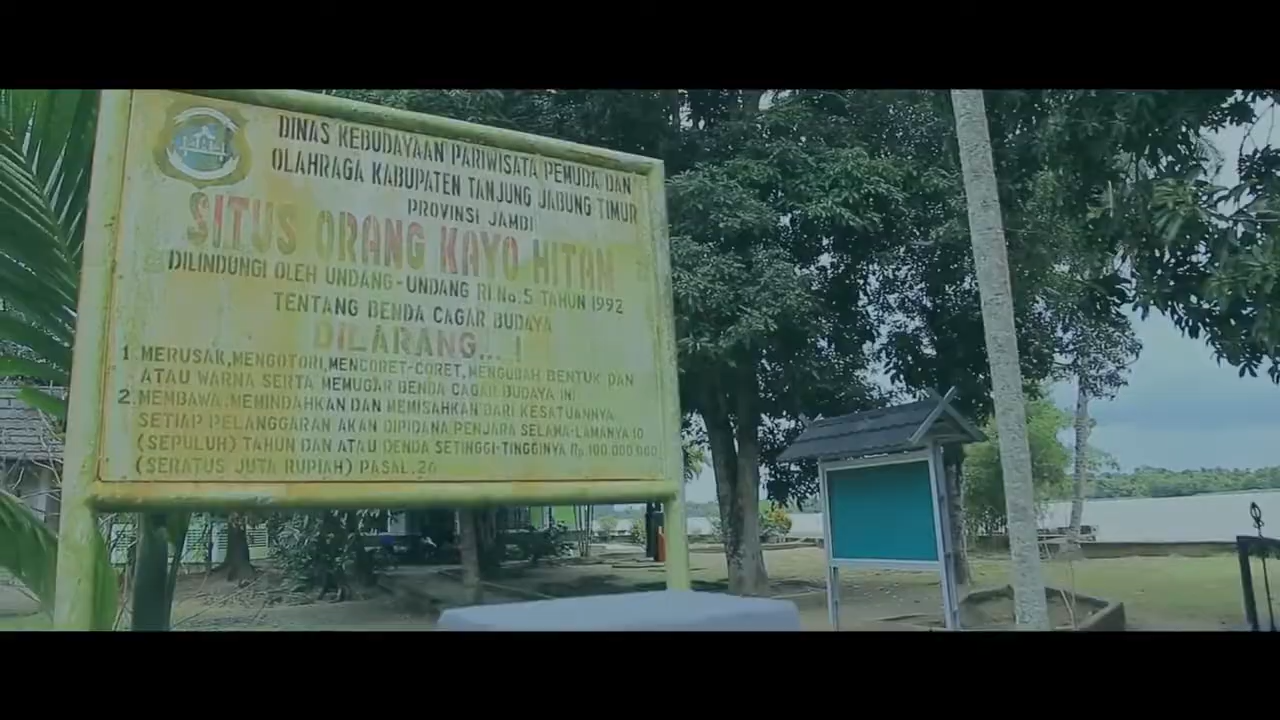 DINAS KEBUDAYAAN PARIWISATA PEMUDA DAN
OLAHRAGA KABUPATEN TANJUNG JABUNG TIMUR
PROVINSI JAMBI
SITUS ORANG KAYO HITAM
DILINDUNGI OLEH UNDANG-UNDANG RI No.5 TAHUN 1992
TENTANG BENDA CAGAR BUDAYA
DILARANG... !
1. MERUSAK,MENGOTORI,MENCORET-CORET,MENGUBAH BENTUK DAN
ATAU WARNA SERTA MEMUGAR BENDA CAGAR BUDAYA INI
2. MEMBAWA,MEMINDAHKAN DAN MEMISAHKAN DARI KESATUANNYA
SETIAP PELANGGARAN AKAN DIPIDANA PENJARA SELAMA-LAMANYA 10
(SEPULUH) TAHUN DAN ATAU DENDA SETINGGI-TINGGINYA Rp.100.000.000
(SERATUS JUTA RUPIAH) PASAL,26